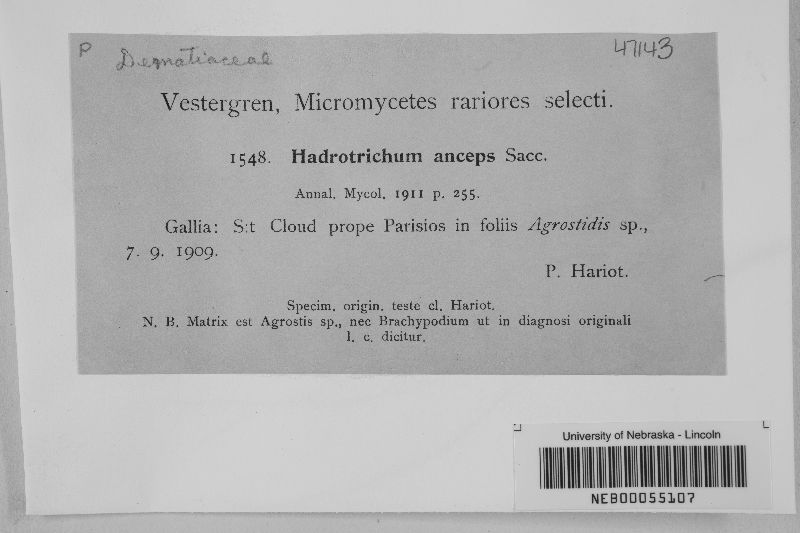 P Dematiaceae 47143
Vestergren, Micromycetes rariores selecti.
1548. Hadrotrichum anceps Sacc.
Annal. Mycol. 1911 p. 255.
Gallia: S:t Cloud prope Parisios in foliis Agrostidis sp.,
7. 9. 1909.
P. Hariot.
Specim. origin. teste cl. Hariot.
N. B. Matrix est Agrostis sp., nec Brachypodium ut in diagnosi originali
l. c. dicitur.
University of Nebraska - Lincoln
NEB00055107